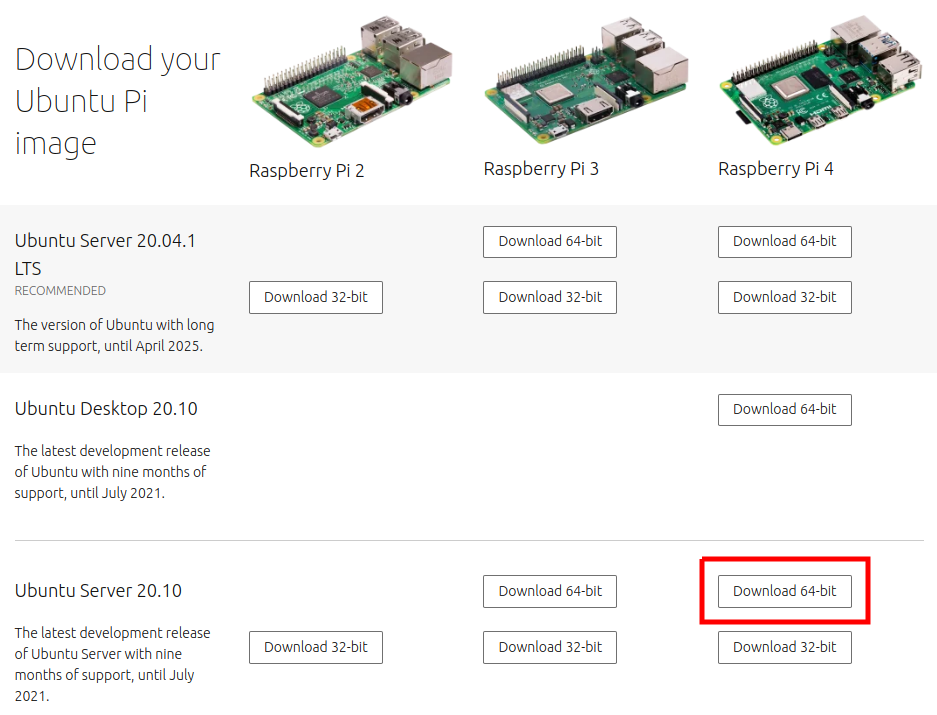 Download your
Ubuntu Pi
image
Raspberry Pi 2
Raspberry Pi 3
Raspberry Pi 4
Ubuntu Server 20.04.1
LTS
RECOMMENDED
The version of Ubuntu with long
term support, until April 2025.
Download 64-bit
Download 64-bit
Download 32-bit
Download 32-bit
Download 32-bit
Ubuntu Desktop 20.10
The latest development release
of Ubuntu with nine months of
support, until July 2021.
Download 64-bit
Ubuntu Server 20.10
The latest development release
of Ubuntu Server with nine
months of support, until July
2021.
Download 64-bit
Download 64-bit
Download 32-bit
Download 32-bit
Download 32-bit